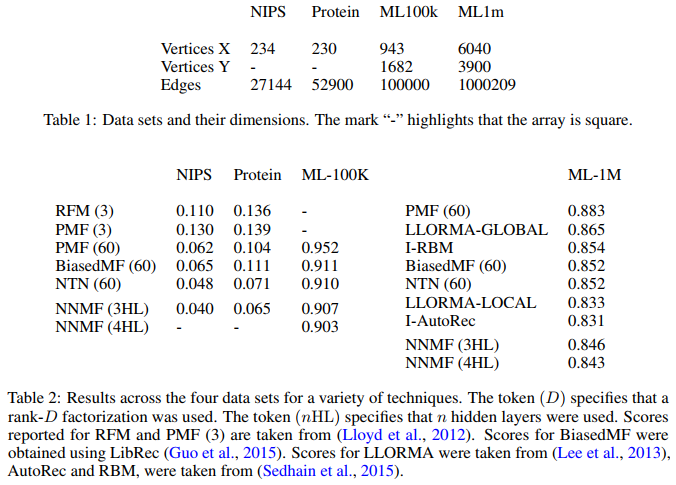 NIPS Protein ML100k ML1m
Vertices X 234 230 943 6040
Vertices Y - - 1682 3900
Edges 27144 52900 100000 1000209
Table 1: Data sets and their dimensions. The mark “-” highlights that the array is square.
NIPS Protein ML-100K
RFM (3) 0.110 0.136 -
PMF (3) 0.130 0.139 -
PMF (60) 0.062 0.104 0.952
BiasedMF (60) 0.065 0.111 0.911
NTN (60) 0.048 0.071 0.910
NNMF (3HL) 0.040 0.065 0.907
NNMF (4HL) - - 0.903
ML-1M
PMF (60) 0.883
LLORMA-GLOBAL 0.865
I-RBM 0.854
BiasedMF (60) 0.852
NTN (60) 0.852
LLORMA-LOCAL 0.833
I-AutoRec 0.831
NNMF (3HL) 0.846
NNMF (4HL) 0.843
Table 2: Results across the four data sets for a variety of techniques. The token (D) specifies that a
rank-D factorization was used. The token (nHL) specifies that n hidden layers were used. Scores
reported for RFM and PMF (3) are taken from (Lloyd et al., 2012). Scores for BiasedMF were
obtained using LibRec (Guo et al., 2015). Scores for LLORMA were taken from (Lee et al., 2013),
AutoRec and RBM, were taken from (Sedhain et al., 2015).